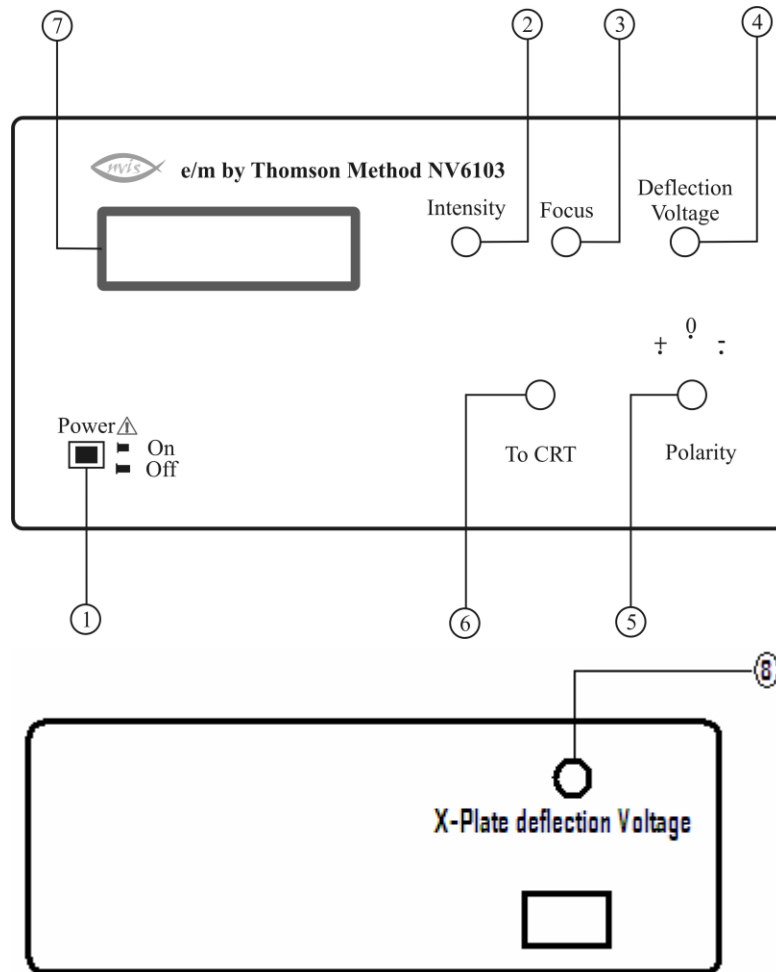 7
2
3
4
nvis
e/m by Thomson Method NV6103
Intensity
Focus
Deflection
Voltage
+ 0 -
Power
On
Off
To CRT
Polarity
1
6
5
8
X-Plate deflection Voltage